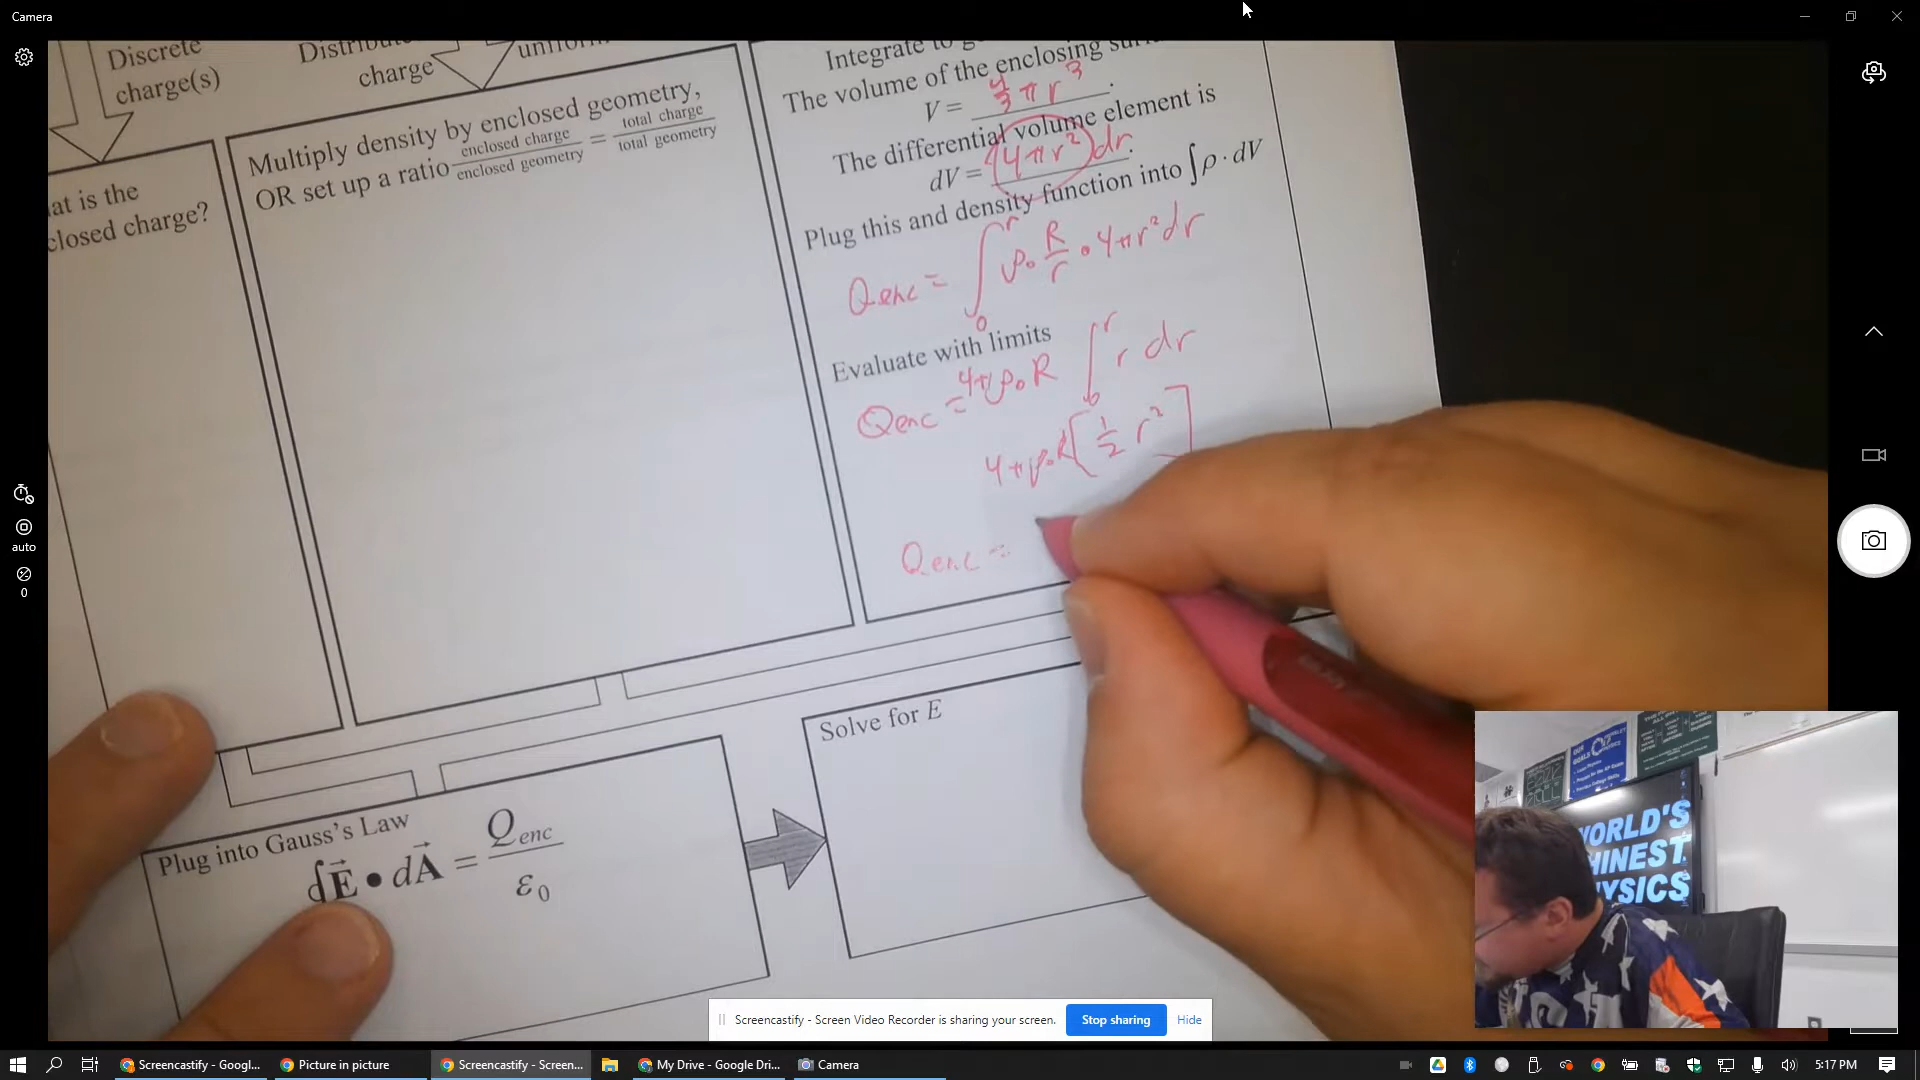 Camera
Discrete
charge(s)
charge
at is the
closed charge?
Multiply density by enclosed geometry,
OR set up a ratio enclosed charge / enclosed geometry = total charge / total geometry
Integrate to
The volume of the enclosing
V = 4/3 π r³
The differential volume element is
dV = (4πr²)dr.
Plug this and density function into ∫ρ · dV
Qenc = ∫₀ʳ ρ₀ R/r · 4πr² dr
Evaluate with limits
Qenc = 4πρ₀R ∫₀ʳ r dr
4πρ₀R[1/2 r²]
Qenc =
Plug into Gauss's Law
∫E • dA = Qenc / ε0
Solve for E
auto
0
WORLD'S
HINEST
HYSICS
Screencastify - Screen Video Recorder is sharing your screen.
Stop sharing
Hide
Screencastify - Googl...
Picture in picture
Screencastify - Screen...
My Drive - Google Dri...
Camera
5:17 PM